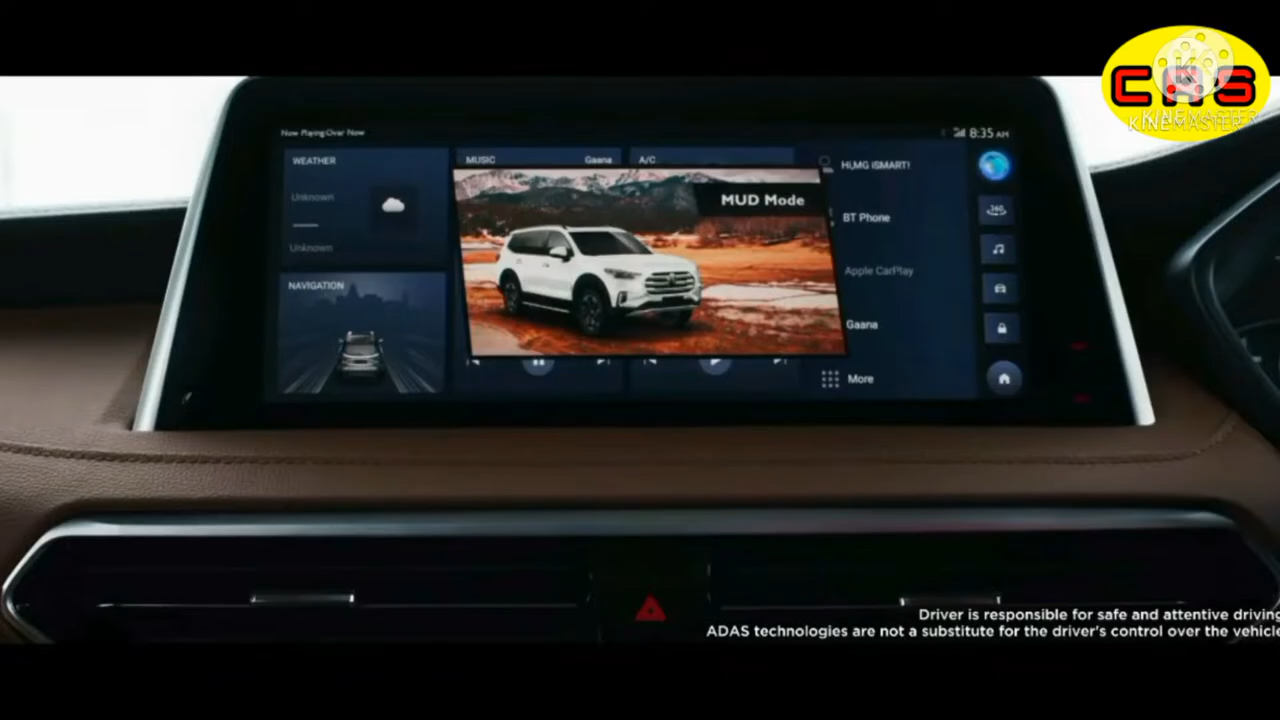 CAS
KINEMASTER
KINEMASTER
Now Playing:Over Now
8:35 AM
WEATHER
Unknown
Unknown
MUSIC
Gaana
A/C
HI,MG iSMART!
MUD Mode
BT Phone
Apple CarPlay
NAVIGATION
Gaana
More
360
Driver is responsible for safe and attentive driving
ADAS technologies are not a substitute for the driver's control over the vehicle